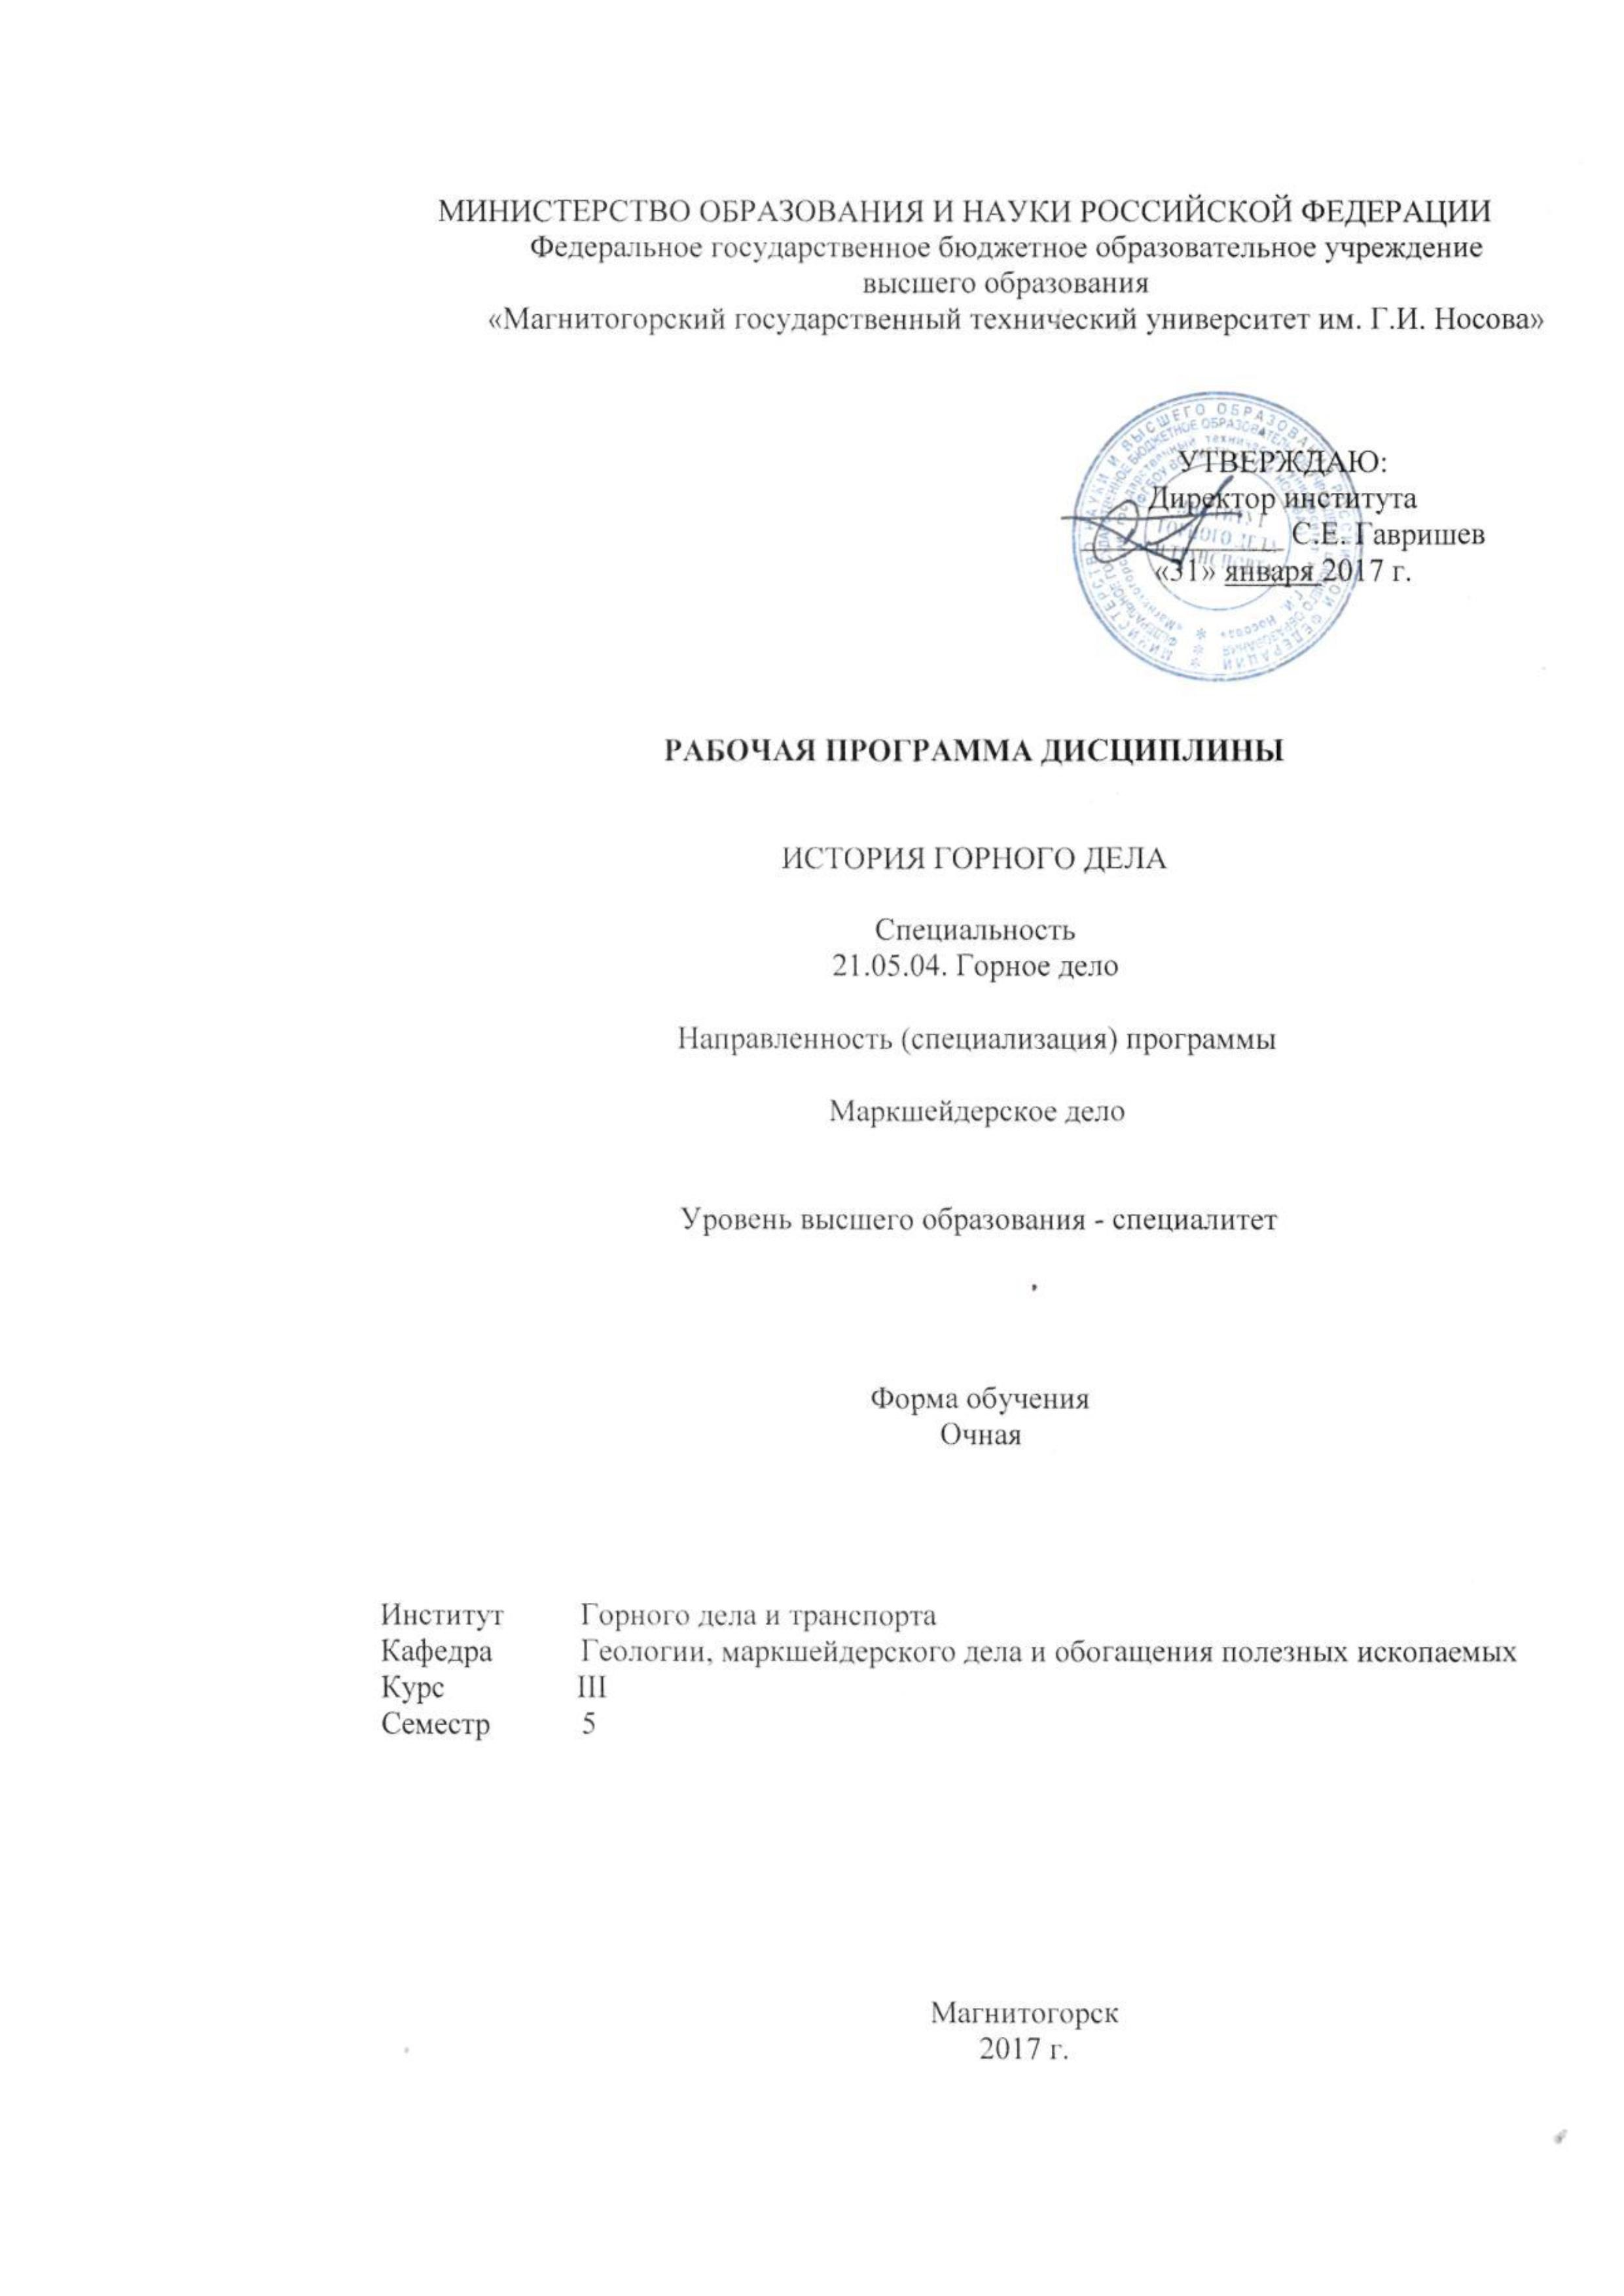 МИНИСТЕРСТВО ОБРАЗОВАНИЯ И НАУКИ РОССИЙСКОЙ ФЕДЕРАЦИИ
Федеральное государственное бюджетное образовательное учреждение
высшего образования
«Магнитогорский государственный технический университет им. Г.И. Носова»
УТВЕРЖДАЮ:
Директор института
С.Е. Гавришев
«31» января 2017 г.
РАБОЧАЯ ПРОГРАММА ДИСЦИПЛИНЫ
ИСТОРИЯ ГОРНОГО ДЕЛА
Специальность
21.05.04. Горное дело
Направленность (специализация) программы
Маркшейдерское дело
Уровень высшего образования - специалитет
Форма обучения
Очная
Институт Горного дела и транспорта
Кафедра Геологии, маркшейдерского дела и обогащения полезных ископаемых
Курс III
Семестр 5
Магнитогорск
2017 г.